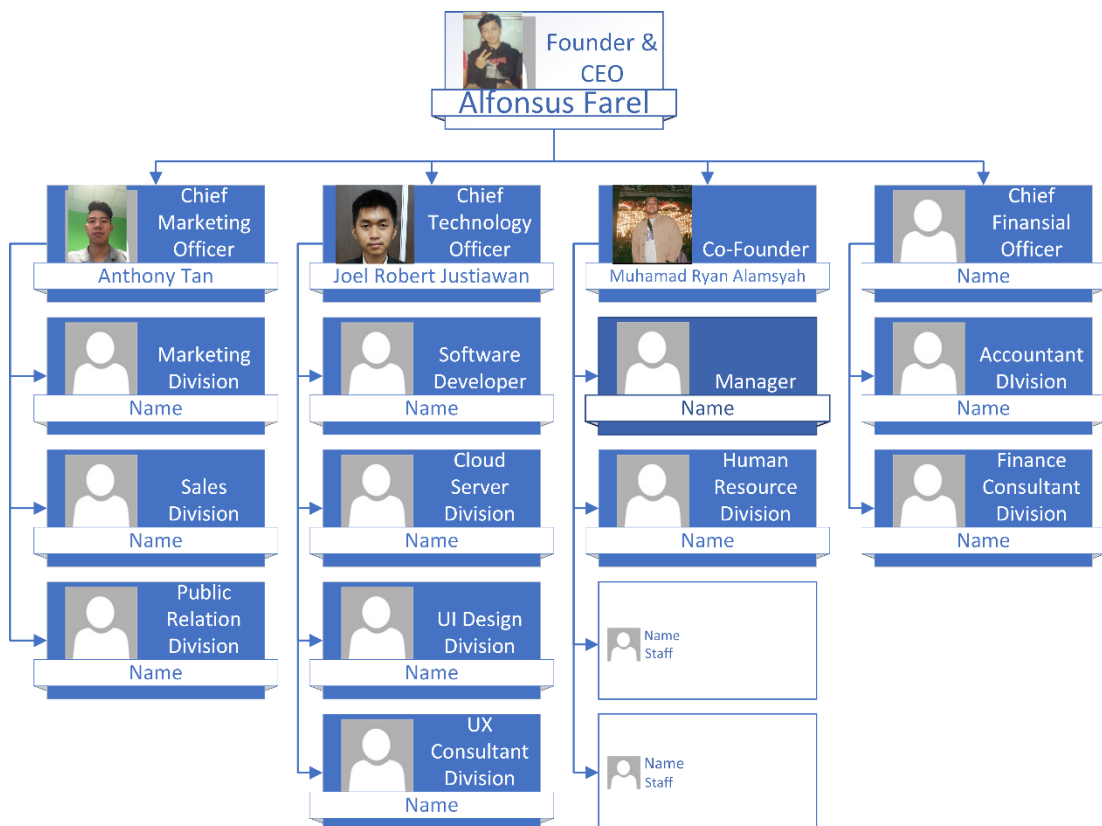 Founder &
CEO
Alfonsus Farel
Chief
Marketing
Officer
Anthony Tan
Chief
Technology
Officer
Joel Robert Justiawan
Co-Founder
Muhamad Ryan Alamsyah
Chief
Finansial
Officer
Name
Marketing
Division
Name
Software
Developer
Name
Manager
Name
Accountant
DIvision
Name
Sales
Division
Name
Cloud
Server
Division
Name
Human
Resource
Division
Name
Finance
Consultant
Division
Name
Public
Relation
Division
Name
UI Design
Division
Name
Name
Staff
UX
Consultant
Division
Name
Name
Staff